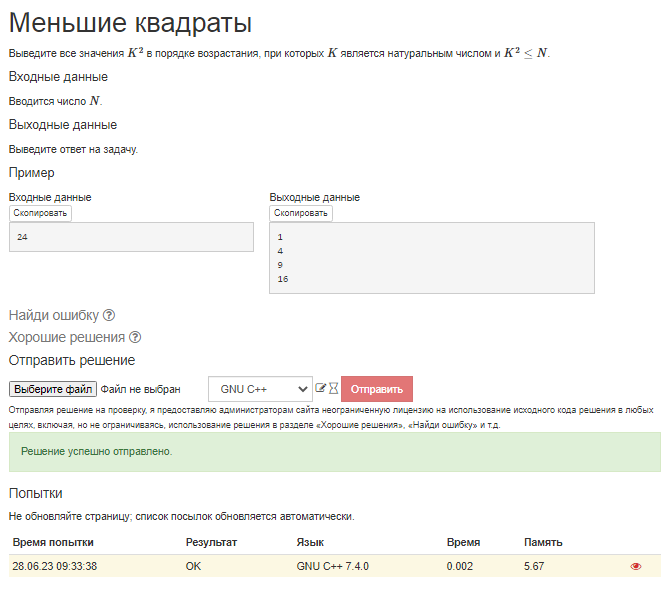 Меньшие квадраты
Выведите все значения K² в порядке возрастания, при которых K является натуральным числом и K² ≤ N.
Входные данные
Вводится число N.
Выходные данные
Выведите ответ на задачу.
Пример
Входные данные
Скопировать
24
Выходные данные
Скопировать
1
4
9
16
Найди ошибку
Хорошие решения
Отправить решение
Выберите файл Файл не выбран GNU C++ Отправить
Отправляя решение на проверку, я предоставляю администраторам сайта неограниченную лицензию на использование исходного кода решения в любых
целях, включая, но не ограничиваясь, использование решения в разделе «Хорошие решения», «Найди ошибку» и т.д.
Решение успешно отправлено.
Попытки
Не обновляйте страницу; список посылок обновляется автоматически.
Время попытки Результат Язык Время Память
28.06.23 09:33:38 OK GNU C++ 7.4.0 0.002 5.67